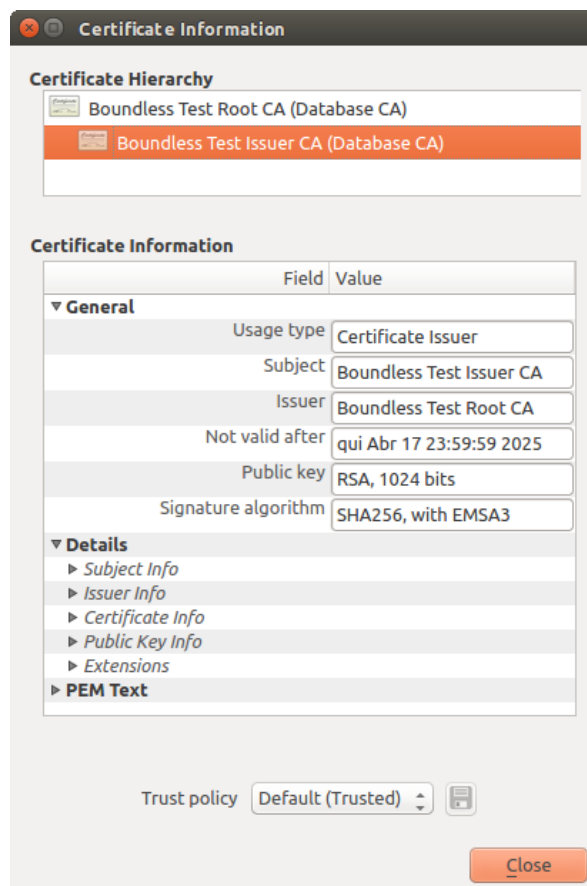 Certificate Information
Certificate Hierarchy
Boundless Test Root CA (Database CA)
Boundless Test Issuer CA (Database CA)
Certificate Information
Field Value
General
Usage type Certificate Issuer
Subject Boundless Test Issuer CA
Issuer Boundless Test Root CA
Not valid after qui Abr 17 23:59:59 2025
Public key RSA, 1024 bits
Signature algorithm SHA256, with EMSA3
Details
Subject Info
Issuer Info
Certificate Info
Public Key Info
Extensions
PEM Text
Trust policy Default (Trusted)
Close